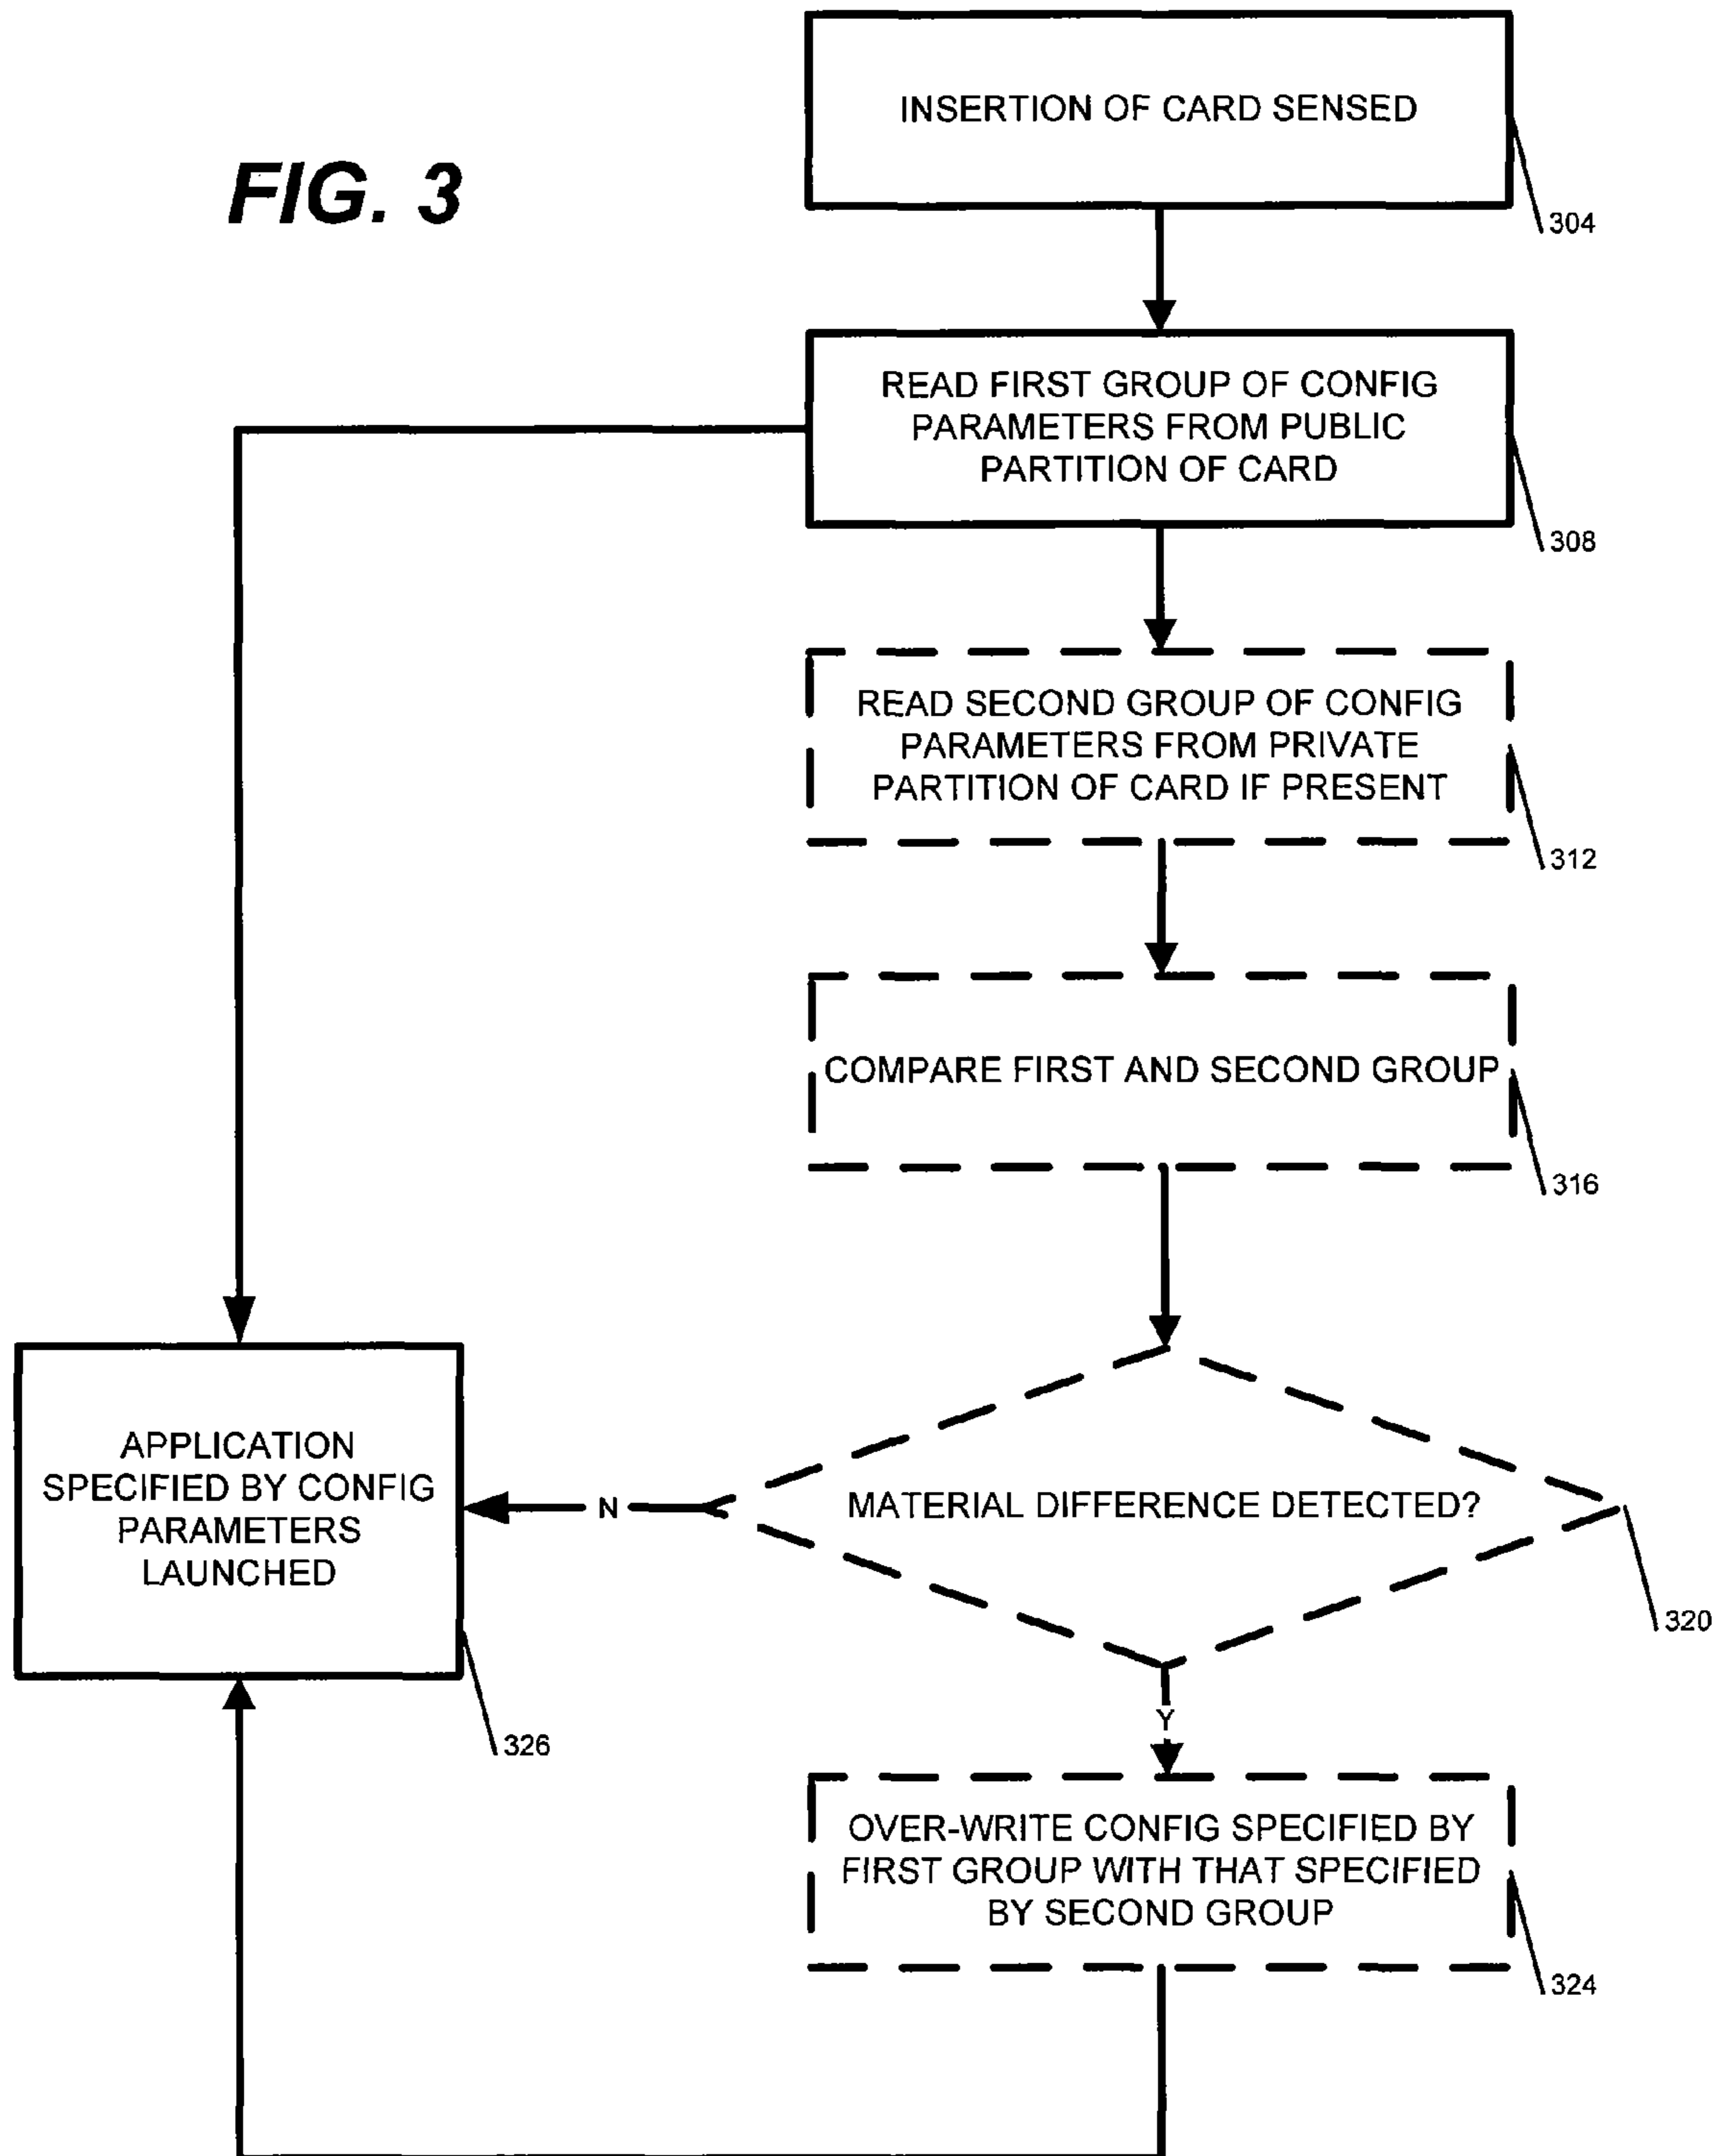 FIG. 3
INSERTION OF CARD SENSED
304
READ FIRST GROUP OF CONFIG
PARAMETERS FROM PUBLIC
PARTITION OF CARD
308
READ SECOND GROUP OF CONFIG
PARAMETERS FROM PRIVATE
PARTITION OF CARD IF PRESENT
312
COMPARE FIRST AND SECOND GROUP
316
MATERIAL DIFFERENCE DETECTED?
320
N
APPLICATION
SPECIFIED BY CONFIG
PARAMETERS
LAUNCHED
326
Y
OVER-WRITE CONFIG SPECIFIED BY
FIRST GROUP WITH THAT SPECIFIED
BY SECOND GROUP
324